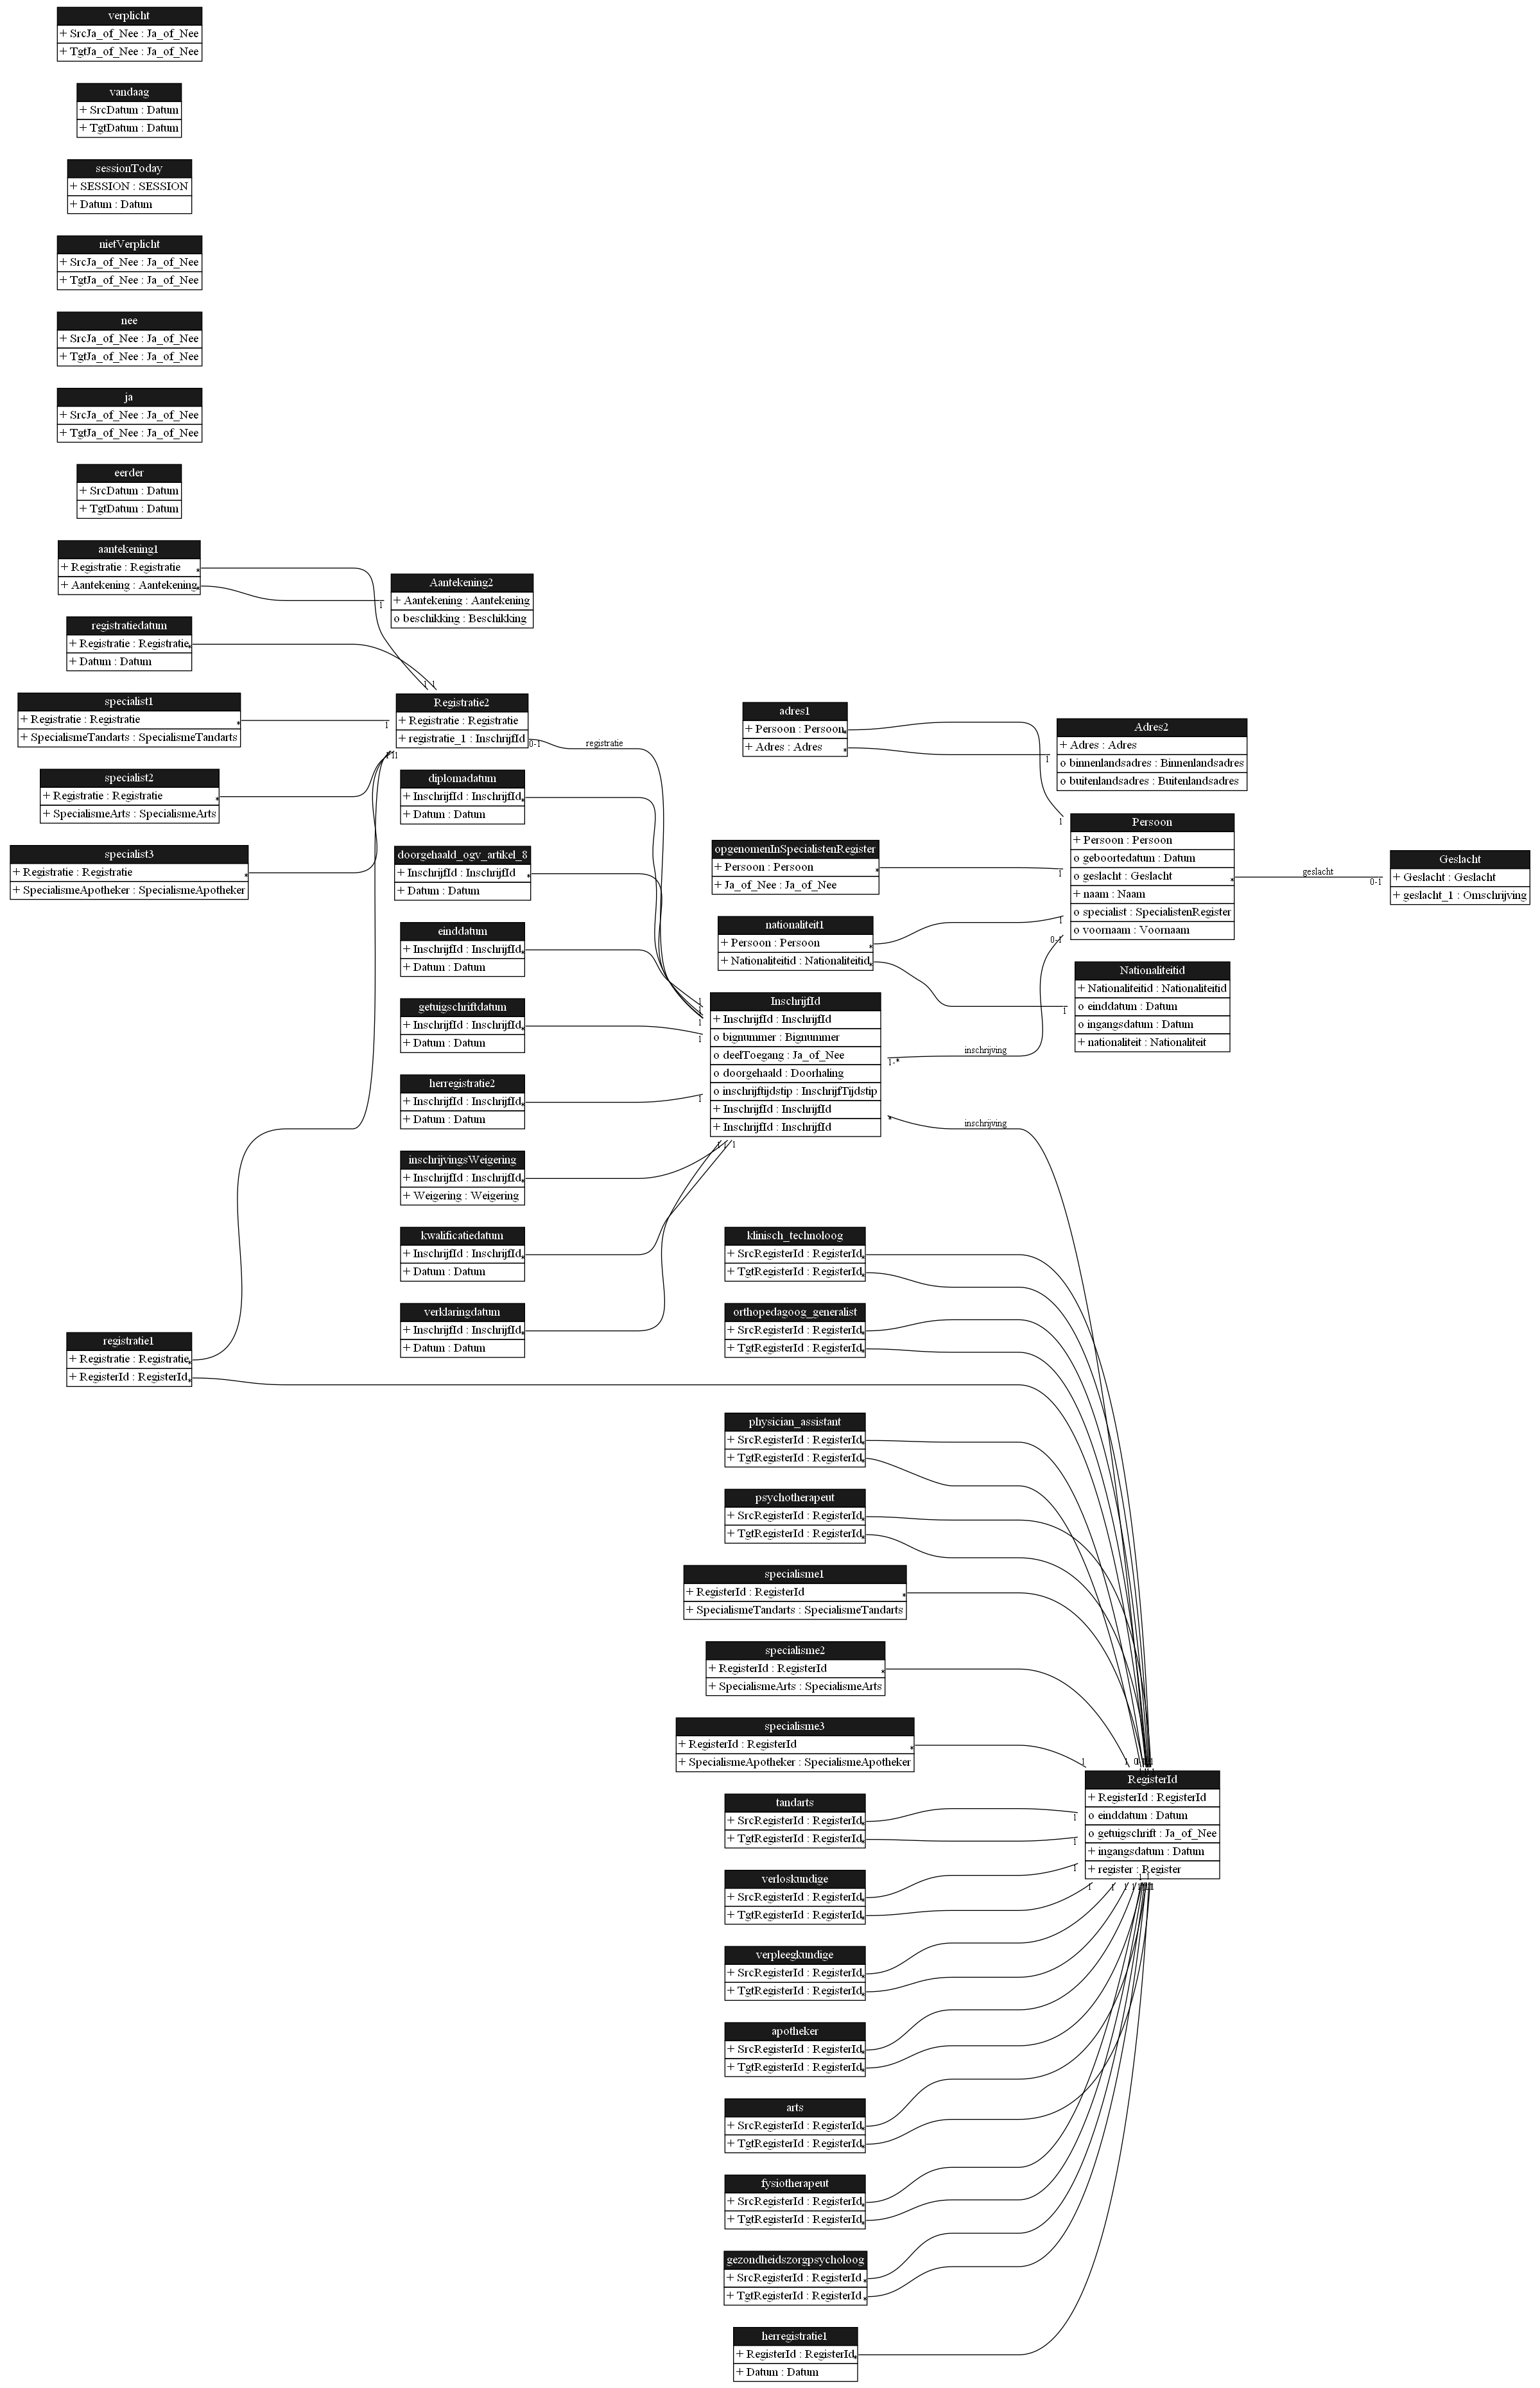 verplicht
+ SrcJa_of_Nee : Ja_of_Nee
+ TgtJa_of_Nee : Ja_of_Nee
vandaag
+ SrcDatum : Datum
+ TgtDatum : Datum
sessionToday
+ SESSION : SESSION
+ Datum : Datum
nietVerplicht
+ SrcJa_of_Nee : Ja_of_Nee
+ TgtJa_of_Nee : Ja_of_Nee
nee
+ SrcJa_of_Nee : Ja_of_Nee
+ TgtJa_of_Nee : Ja_of_Nee
ja
+ SrcJa_of_Nee : Ja_of_Nee
+ TgtJa_of_Nee : Ja_of_Nee
eerder
+ SrcDatum : Datum
+ TgtDatum : Datum
aantekening1
+ Registratie : Registratie
+ Aantekening : Aantekening
registratiedatum
+ Registratie : Registratie
+ Datum : Datum
specialist1
+ Registratie : Registratie
+ SpecialismeTandarts : SpecialismeTandarts
specialist2
+ Registratie : Registratie
+ SpecialismeArts : SpecialismeArts
specialist3
+ Registratie : Registratie
+ SpecialismeApotheker : SpecialismeApotheker
registratie1
+ Registratie : Registratie
+ RegisterId : RegisterId
Aantekening2
+ Aantekening : Aantekening
o beschikking : Beschikking
Registratie2
+ Registratie : Registratie
+ registratie_1 : InschrijfId
0-1
registratie
diplomadatum
+ InschrijfId : InschrijfId
+ Datum : Datum
doorgehaald_ogv_artikel_8
+ InschrijfId : InschrijfId
+ Datum : Datum
einddatum
+ InschrijfId : InschrijfId
+ Datum : Datum
getuigschriftdatum
+ InschrijfId : InschrijfId
+ Datum : Datum
herregistratie2
+ InschrijfId : InschrijfId
+ Datum : Datum
inschrijvingsWeigering
+ InschrijfId : InschrijfId
+ Weigering : Weigering
kwalificatiedatum
+ InschrijfId : InschrijfId
+ Datum : Datum
verklaringdatum
+ InschrijfId : InschrijfId
+ Datum : Datum
adres1
+ Persoon : Persoon
+ Adres : Adres
opgenomenInSpecialistenRegister
+ Persoon : Persoon
+ Ja_of_Nee : Ja_of_Nee
nationaliteit1
+ Persoon : Persoon
+ Nationaliteitid : Nationaliteitid
InschrijfId
+ InschrijfId : InschrijfId
o bignummer : Bignummer
o deelToegang : Ja_of_Nee
o doorgehaald : Doorhaling
o inschrijftijdstip : InschrijfTijdstip
+ InschrijfId : InschrijfId
+ InschrijfId : InschrijfId
1-*
inschrijving
0-1
inschrijving
Adres2
+ Adres : Adres
o binnenlandsadres : Binnenlandsadres
o buitenlandsadres : Buitenlandsadres
Persoon
+ Persoon : Persoon
o geboortedatum : Datum
o geslacht : Geslacht
+ naam : Naam
o specialist : SpecialistenRegister
o voornaam : Voornaam
geslacht
0-1
Geslacht
+ Geslacht : Geslacht
+ geslacht_1 : Omschrijving
Nationaliteitid
+ Nationaliteitid : Nationaliteitid
o einddatum : Datum
o ingangsdatum : Datum
+ nationaliteit : Nationaliteit
klinisch_technoloog
+ SrcRegisterId : RegisterId
+ TgtRegisterId : RegisterId
orthopedagoog_generalist
+ SrcRegisterId : RegisterId
+ TgtRegisterId : RegisterId
physician_assistant
+ SrcRegisterId : RegisterId
+ TgtRegisterId : RegisterId
psychotherapeut
+ SrcRegisterId : RegisterId
+ TgtRegisterId : RegisterId
specialisme1
+ RegisterId : RegisterId
+ SpecialismeTandarts : SpecialismeTandarts
specialisme2
+ RegisterId : RegisterId
+ SpecialismeArts : SpecialismeArts
specialisme3
+ RegisterId : RegisterId
+ SpecialismeApotheker : SpecialismeApotheker
RegisterId
+ RegisterId : RegisterId
o einddatum : Datum
o getuigschrift : Ja_of_Nee
+ ingangsdatum : Datum
+ register : Register
tandarts
+ SrcRegisterId : RegisterId
+ TgtRegisterId : RegisterId
verloskundige
+ SrcRegisterId : RegisterId
+ TgtRegisterId : RegisterId
verpleegkundige
+ SrcRegisterId : RegisterId
+ TgtRegisterId : RegisterId
apotheker
+ SrcRegisterId : RegisterId
+ TgtRegisterId : RegisterId
arts
+ SrcRegisterId : RegisterId
+ TgtRegisterId : RegisterId
fysiotherapeut
+ SrcRegisterId : RegisterId
+ TgtRegisterId : RegisterId
gezondheidszorgpsycholoog
+ SrcRegisterId : RegisterId
+ TgtRegisterId : RegisterId
herregistratie1
+ RegisterId : RegisterId
+ Datum : Datum